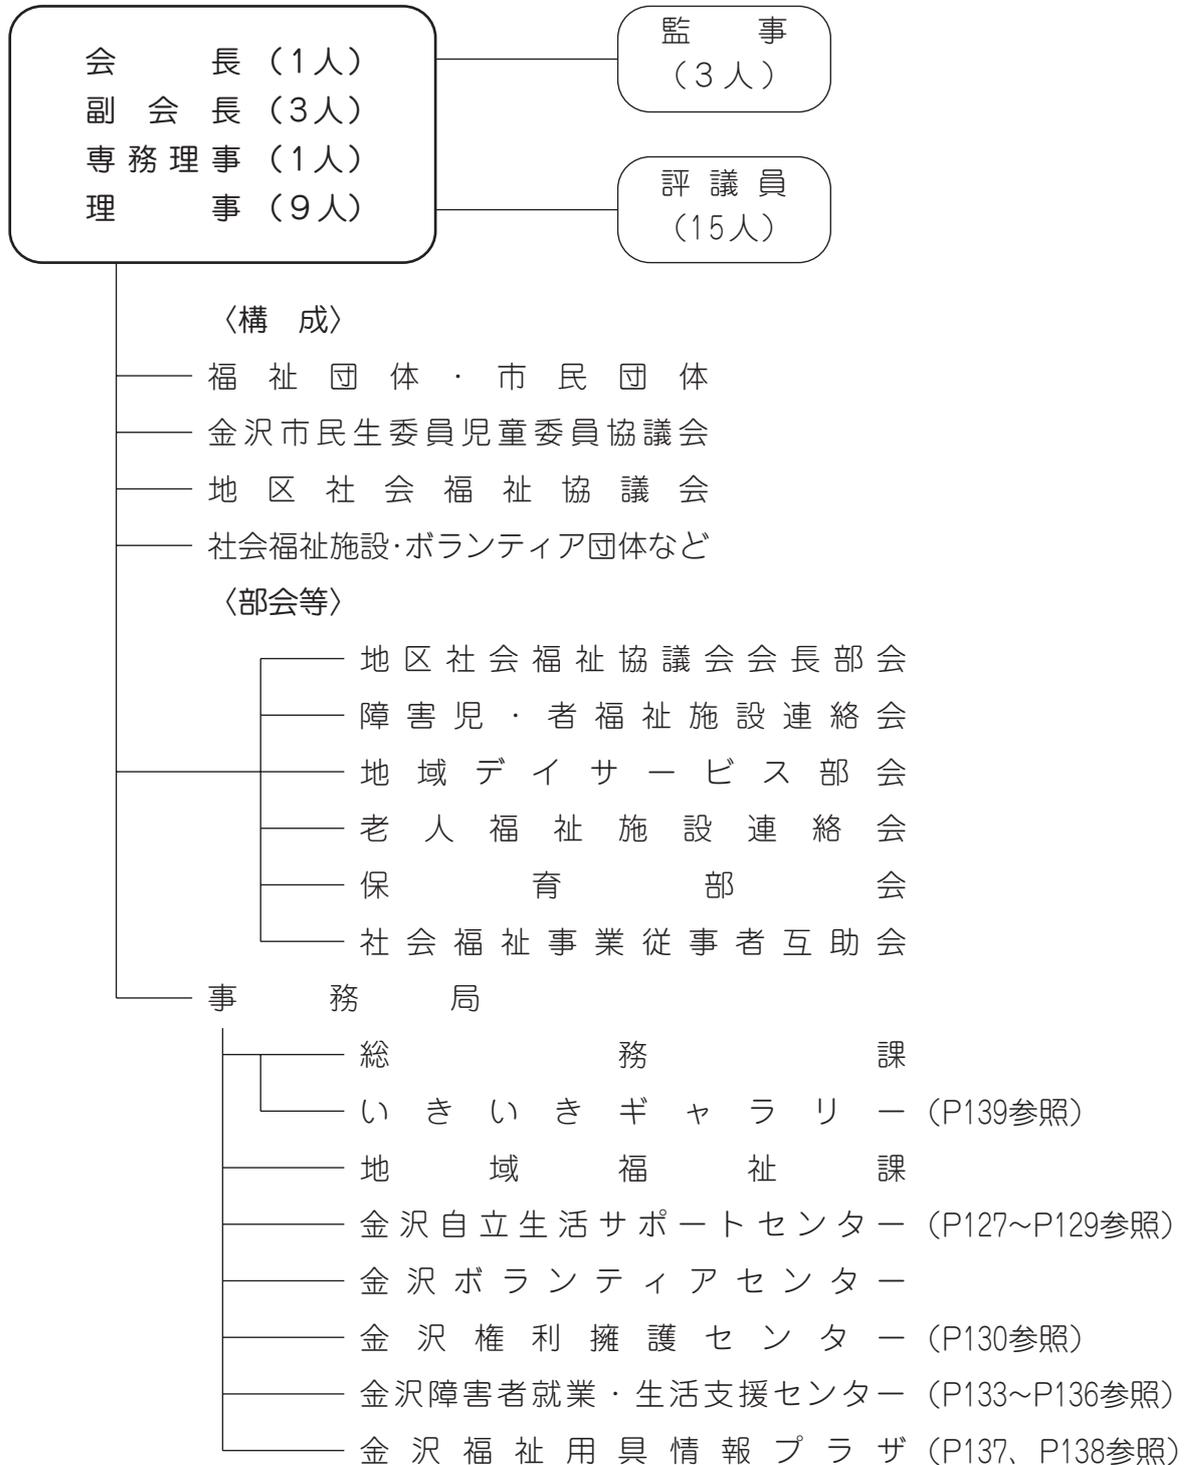 会長（1人）
副会長（3人）
専務理事（1人）
理事（9人）
監事
（3人）
評議員
（15人）
〈構成〉
福祉団体・市民団体
金沢市民生委員児童委員協議会
地区社会福祉協議会
社会福祉施設・ボランティア団体など
〈部会等〉
地区社会福祉協議会会長部会
障害児・者福祉施設連絡会
地域デイサービス部会
老人福祉施設連絡会
保育部会
社会福祉事業従事者互助会
事務局
総務課
いきいきギャラリー（P139参照）
地域福祉課
金沢自立生活サポートセンター（P127～P129参照）
金沢ボランティアセンター
金沢権利擁護センター（P130参照）
金沢障害者就業・生活支援センター（P133～P136参照）
金沢福祉用具情報プラザ（P137、P138参照）